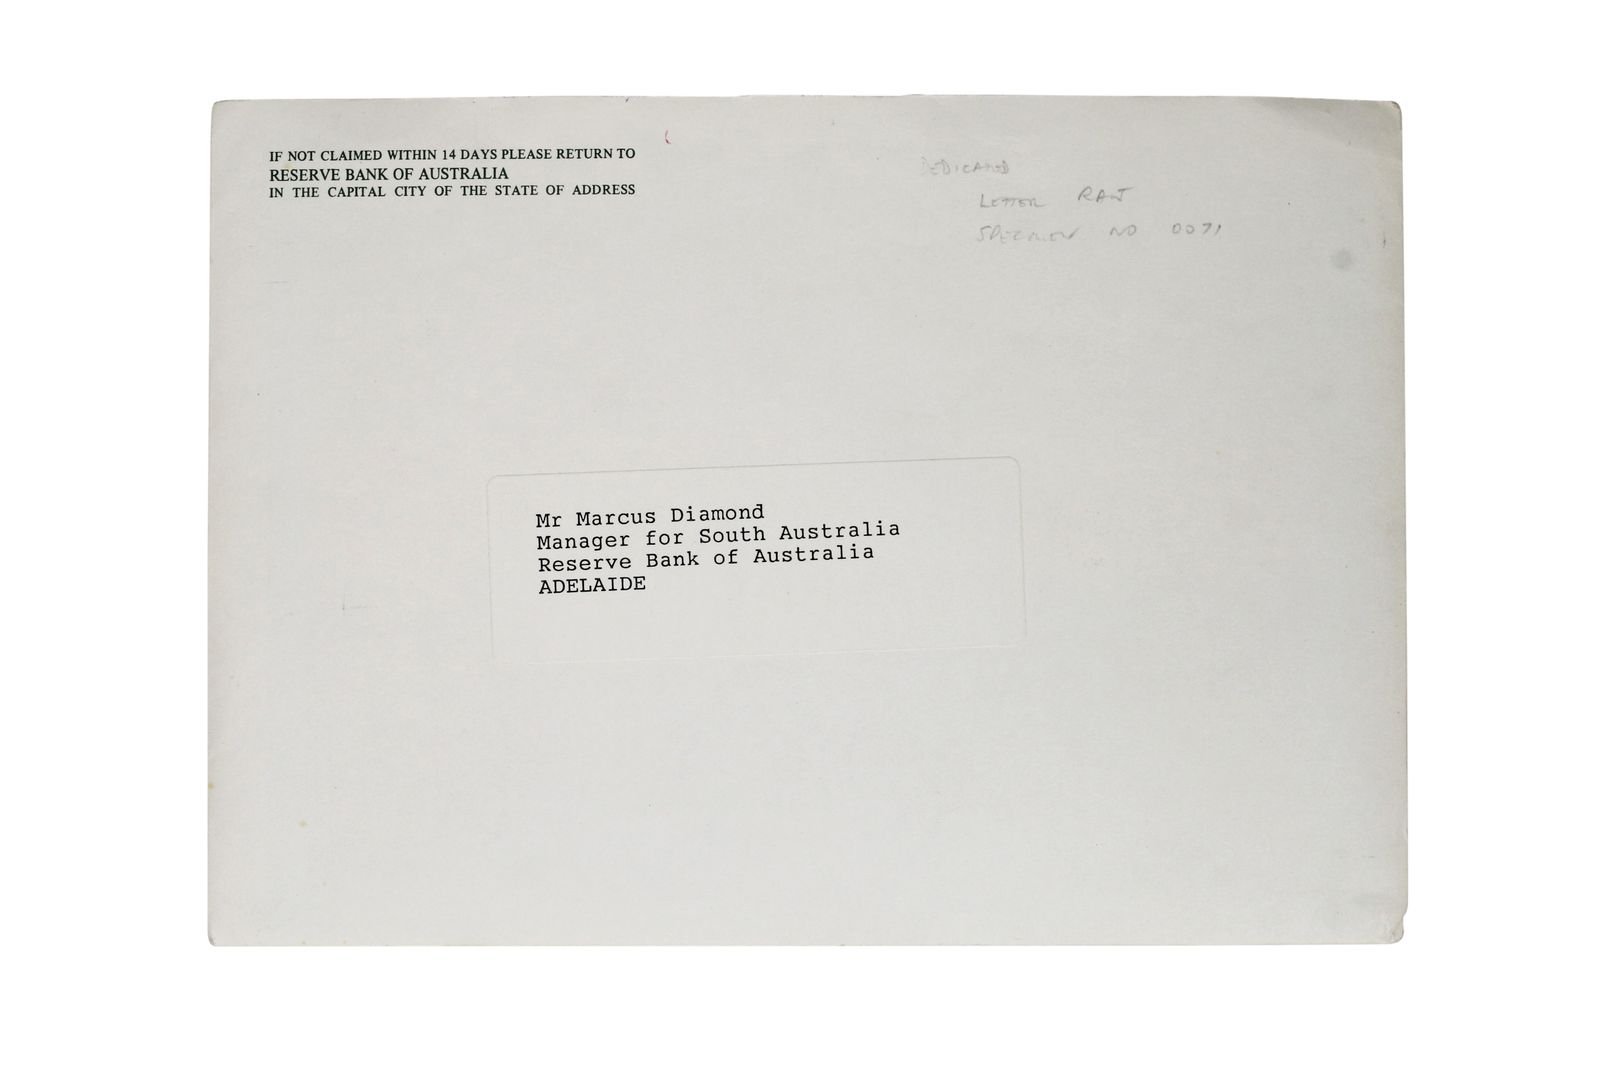 IF NOT CLAIMED WITHIN 14 DAYS PLEASE RETURN TO
RESERVE BANK OF AUSTRALIA
IN THE CAPITAL CITY OF THE STATE OF ADDRESS
DEDICATED
LETTER
SPECIMEN NO 0071
Mr Marcus Diamond
Manager for South Australia
Reserve Bank of Australia
ADELAIDE